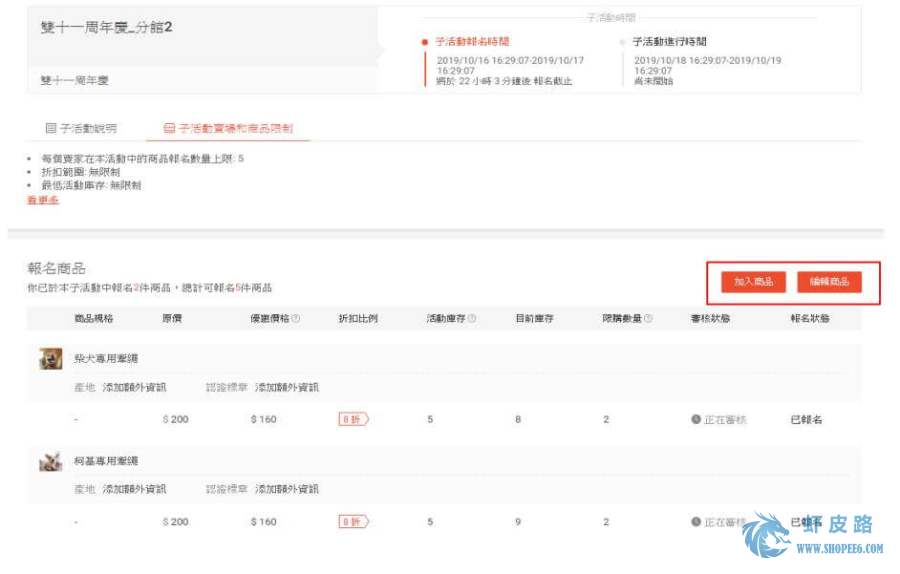 雙十一周年慶_分館2
雙十一周年慶
子活動時間
子活動報名時間
2019/10/16 16:29:07-2019/10/17
16:29:07
將於 22 小時 3 分鐘後 報名截止
子活動進行時間
2019/10/18 16:29:07-2019/10/19
16:29:07
尚未開始
子活動說明
子活動賣場和商品限制
每個賣家在本活動中的商品報名數量上限: 5
折扣範圍: 無限制
最低活動庫存: 無限制
看更多
報名商品
你已於本子活動中報名2件商品，總計可報名5件商品
加入商品
編輯商品
商品規格 原價 優惠價格 折扣比例 活動庫存 目前庫存 限購數量 審核狀態 報名狀態
柴犬專用牽繩
產地 添加額外資訊 認證標章 添加額外資訊
- $ 200 $ 160 8 折 5 8 2 正在審核 已報名
柯基專用牽繩
產地 添加額外資訊 認證標章 添加額外資訊
- $ 200 $ 160 8 折 5 9 2 正在審核 已報名
虾皮路
WWW.SHOPEE6.COM